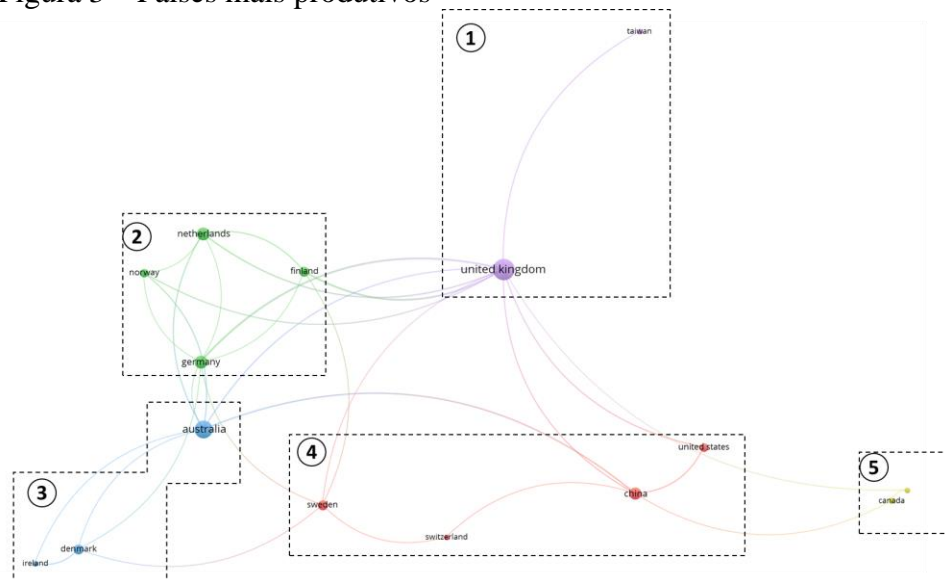 Figura 3 – Países mais produtivos
1
taiwan
2
netherlands
norway
finland
united kingdom
germany
australia
4
united states
5
3
sweden
china
canada
switzerland
denmark
ireland